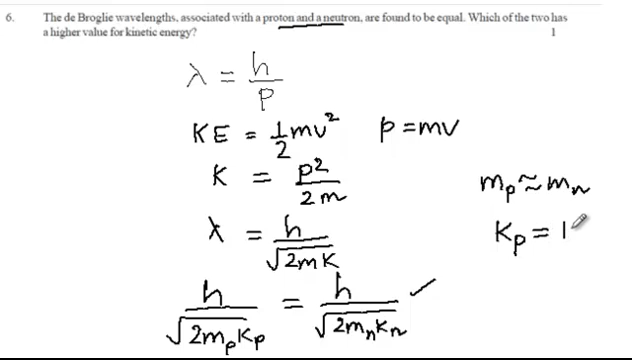 6. The de Broglie wavelengths, associated with a proton and a neutron, are found to be equal. Which of the two has
a higher value for kinetic energy? 1
λ = h/p
KE = 1/2 mv² p = mv
K = p²/2m
mₚ ≈ mₙ
λ = h/√2mK
Kₚ = 1
h/√2mₚKₚ = h/√2mₙKₙ ✓